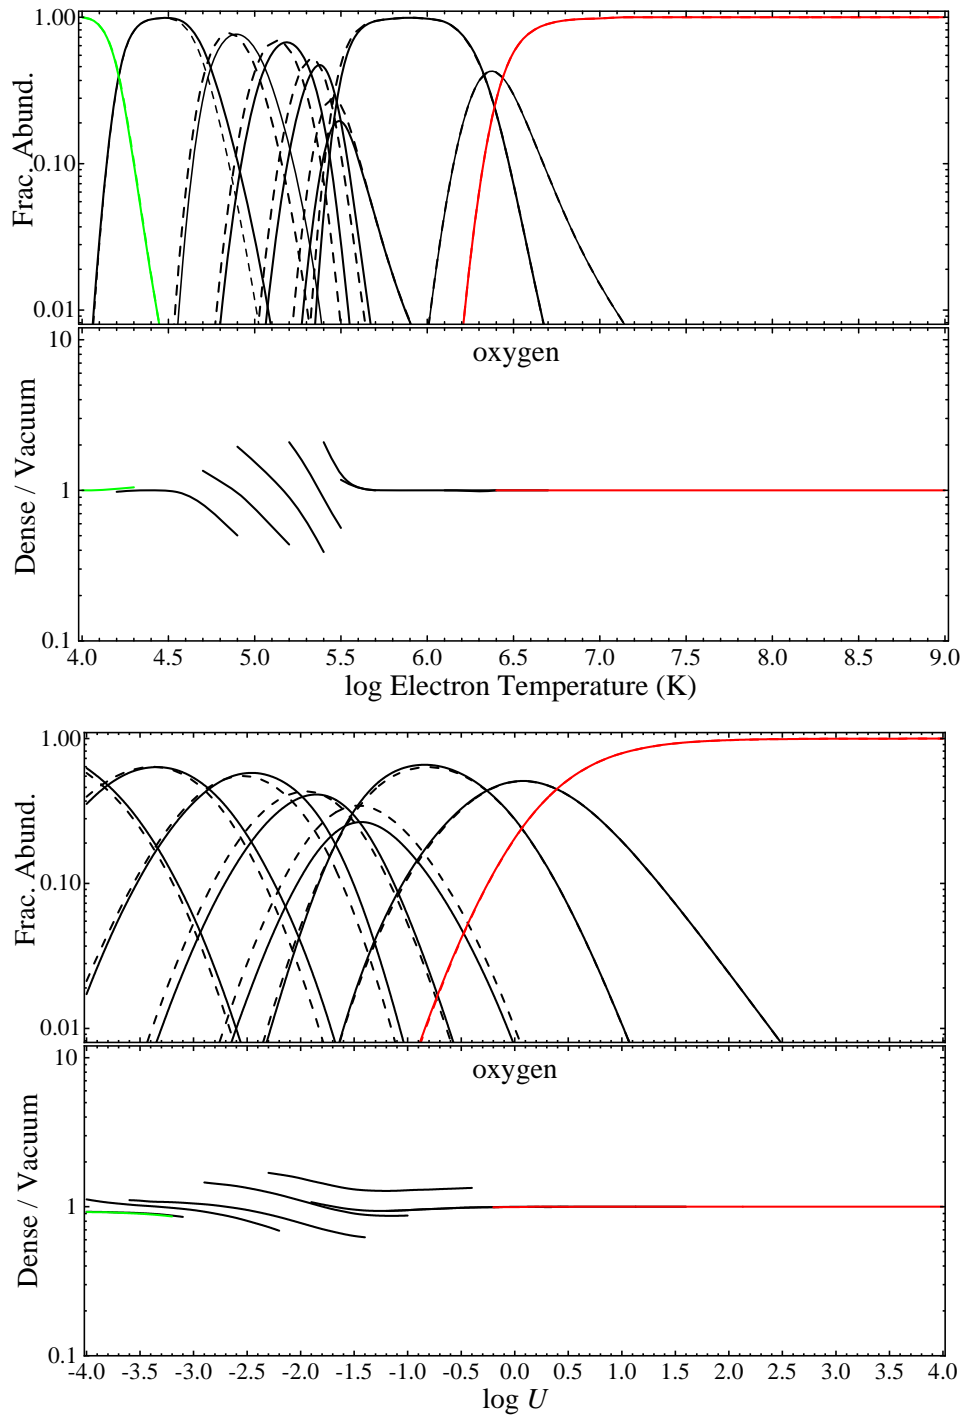 1.00
0.10
0.01
Frac. Abund.
oxygen
10
1
0.1
Dense / Vacuum
4.0 4.5 5.0 5.5 6.0 6.5 7.0 7.5 8.0 8.5 9.0
log Electron Temperature (K)
1.00
0.10
0.01
Frac. Abund.
oxygen
10
1
0.1
Dense / Vacuum
-4.0 -3.5 -3.0 -2.5 -2.0 -1.5 -1.0 -0.5 0.0 0.5 1.0 1.5 2.0 2.5 3.0 3.5 4.0
log U